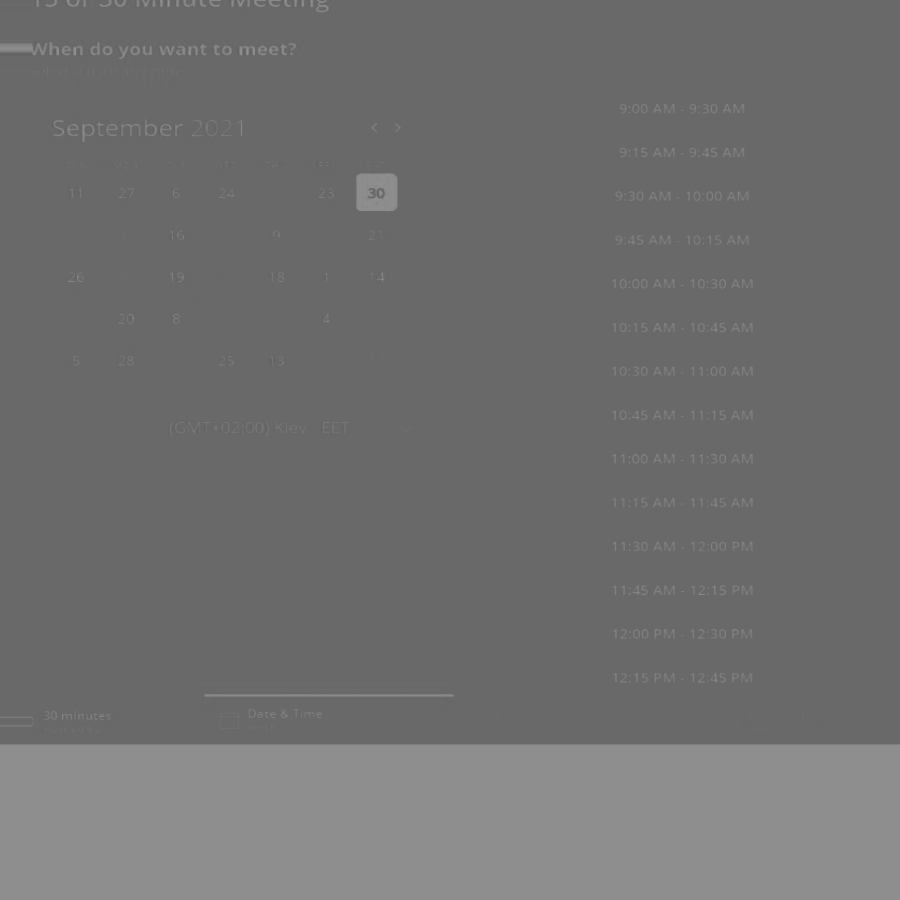 15 or 30 Minute Meeting
When do you want to meet?
September 2021
11 27 6 24 23 30
16 9 21
26 19 18 1 14
20 8 4
5 28 25 13
(GMT+02:00) Kiev EET
9:00 AM - 9:30 AM
9:15 AM - 9:45 AM
9:30 AM - 10:00 AM
9:45 AM - 10:15 AM
10:00 AM - 10:30 AM
10:15 AM - 10:45 AM
10:30 AM - 11:00 AM
10:45 AM - 11:15 AM
11:00 AM - 11:30 AM
11:15 AM - 11:45 AM
11:30 AM - 12:00 PM
11:45 AM - 12:15 PM
12:00 PM - 12:30 PM
12:15 PM - 12:45 PM
30 minutes
Date & Time